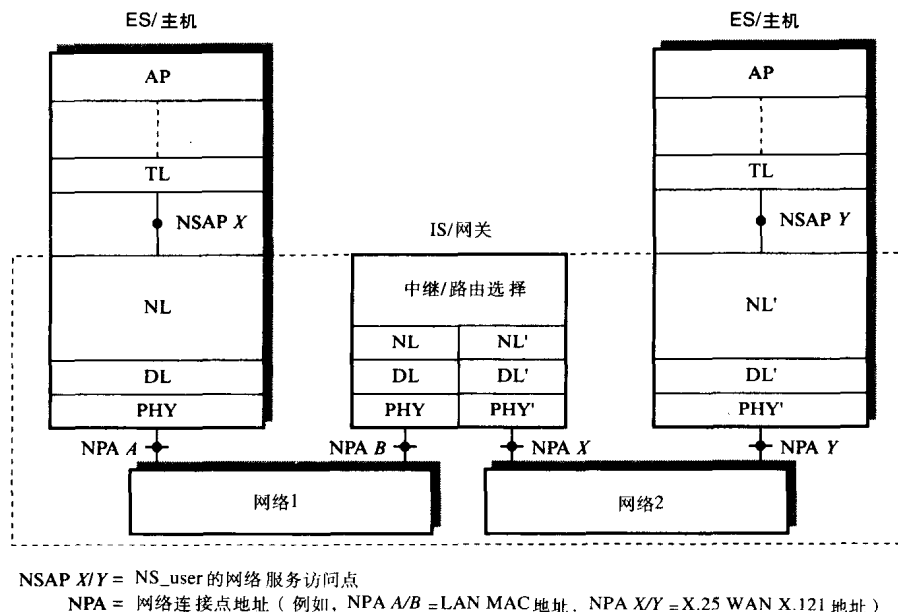 ES/主机
ES/主机
AP
AP
TL
TL
NSAP X
NSAP Y
IS/网关
中继/路由选择
NL
NL
NL'
NL'
DL
DL
DL'
DL'
PHY
PHY
PHY'
PHY'
NPA A
NPA B
NPA X
NPA Y
网络1
网络2
NSAP X/Y = NS_user的网络服务访问点
NPA = 网络连接点地址（例如，NPA A/B =LAN MAC地址，NPA X/Y =X.25 WAN X.121地址）